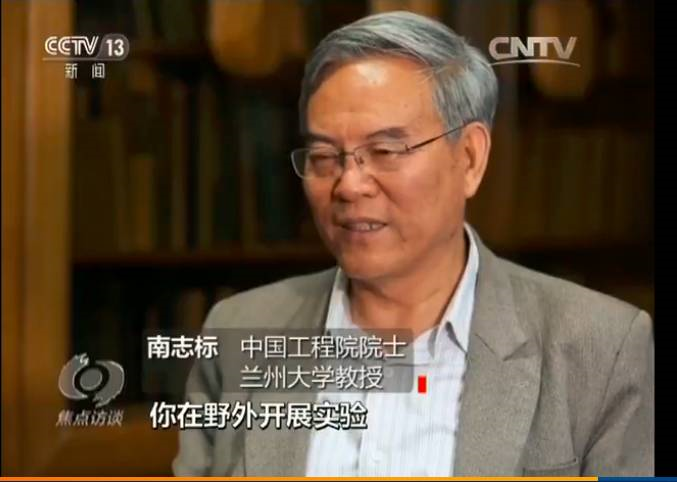 CCTV 13
新闻
CNTV
南志标 中国工程院院士
兰州大学教授
焦点访谈
你在野外开展实验